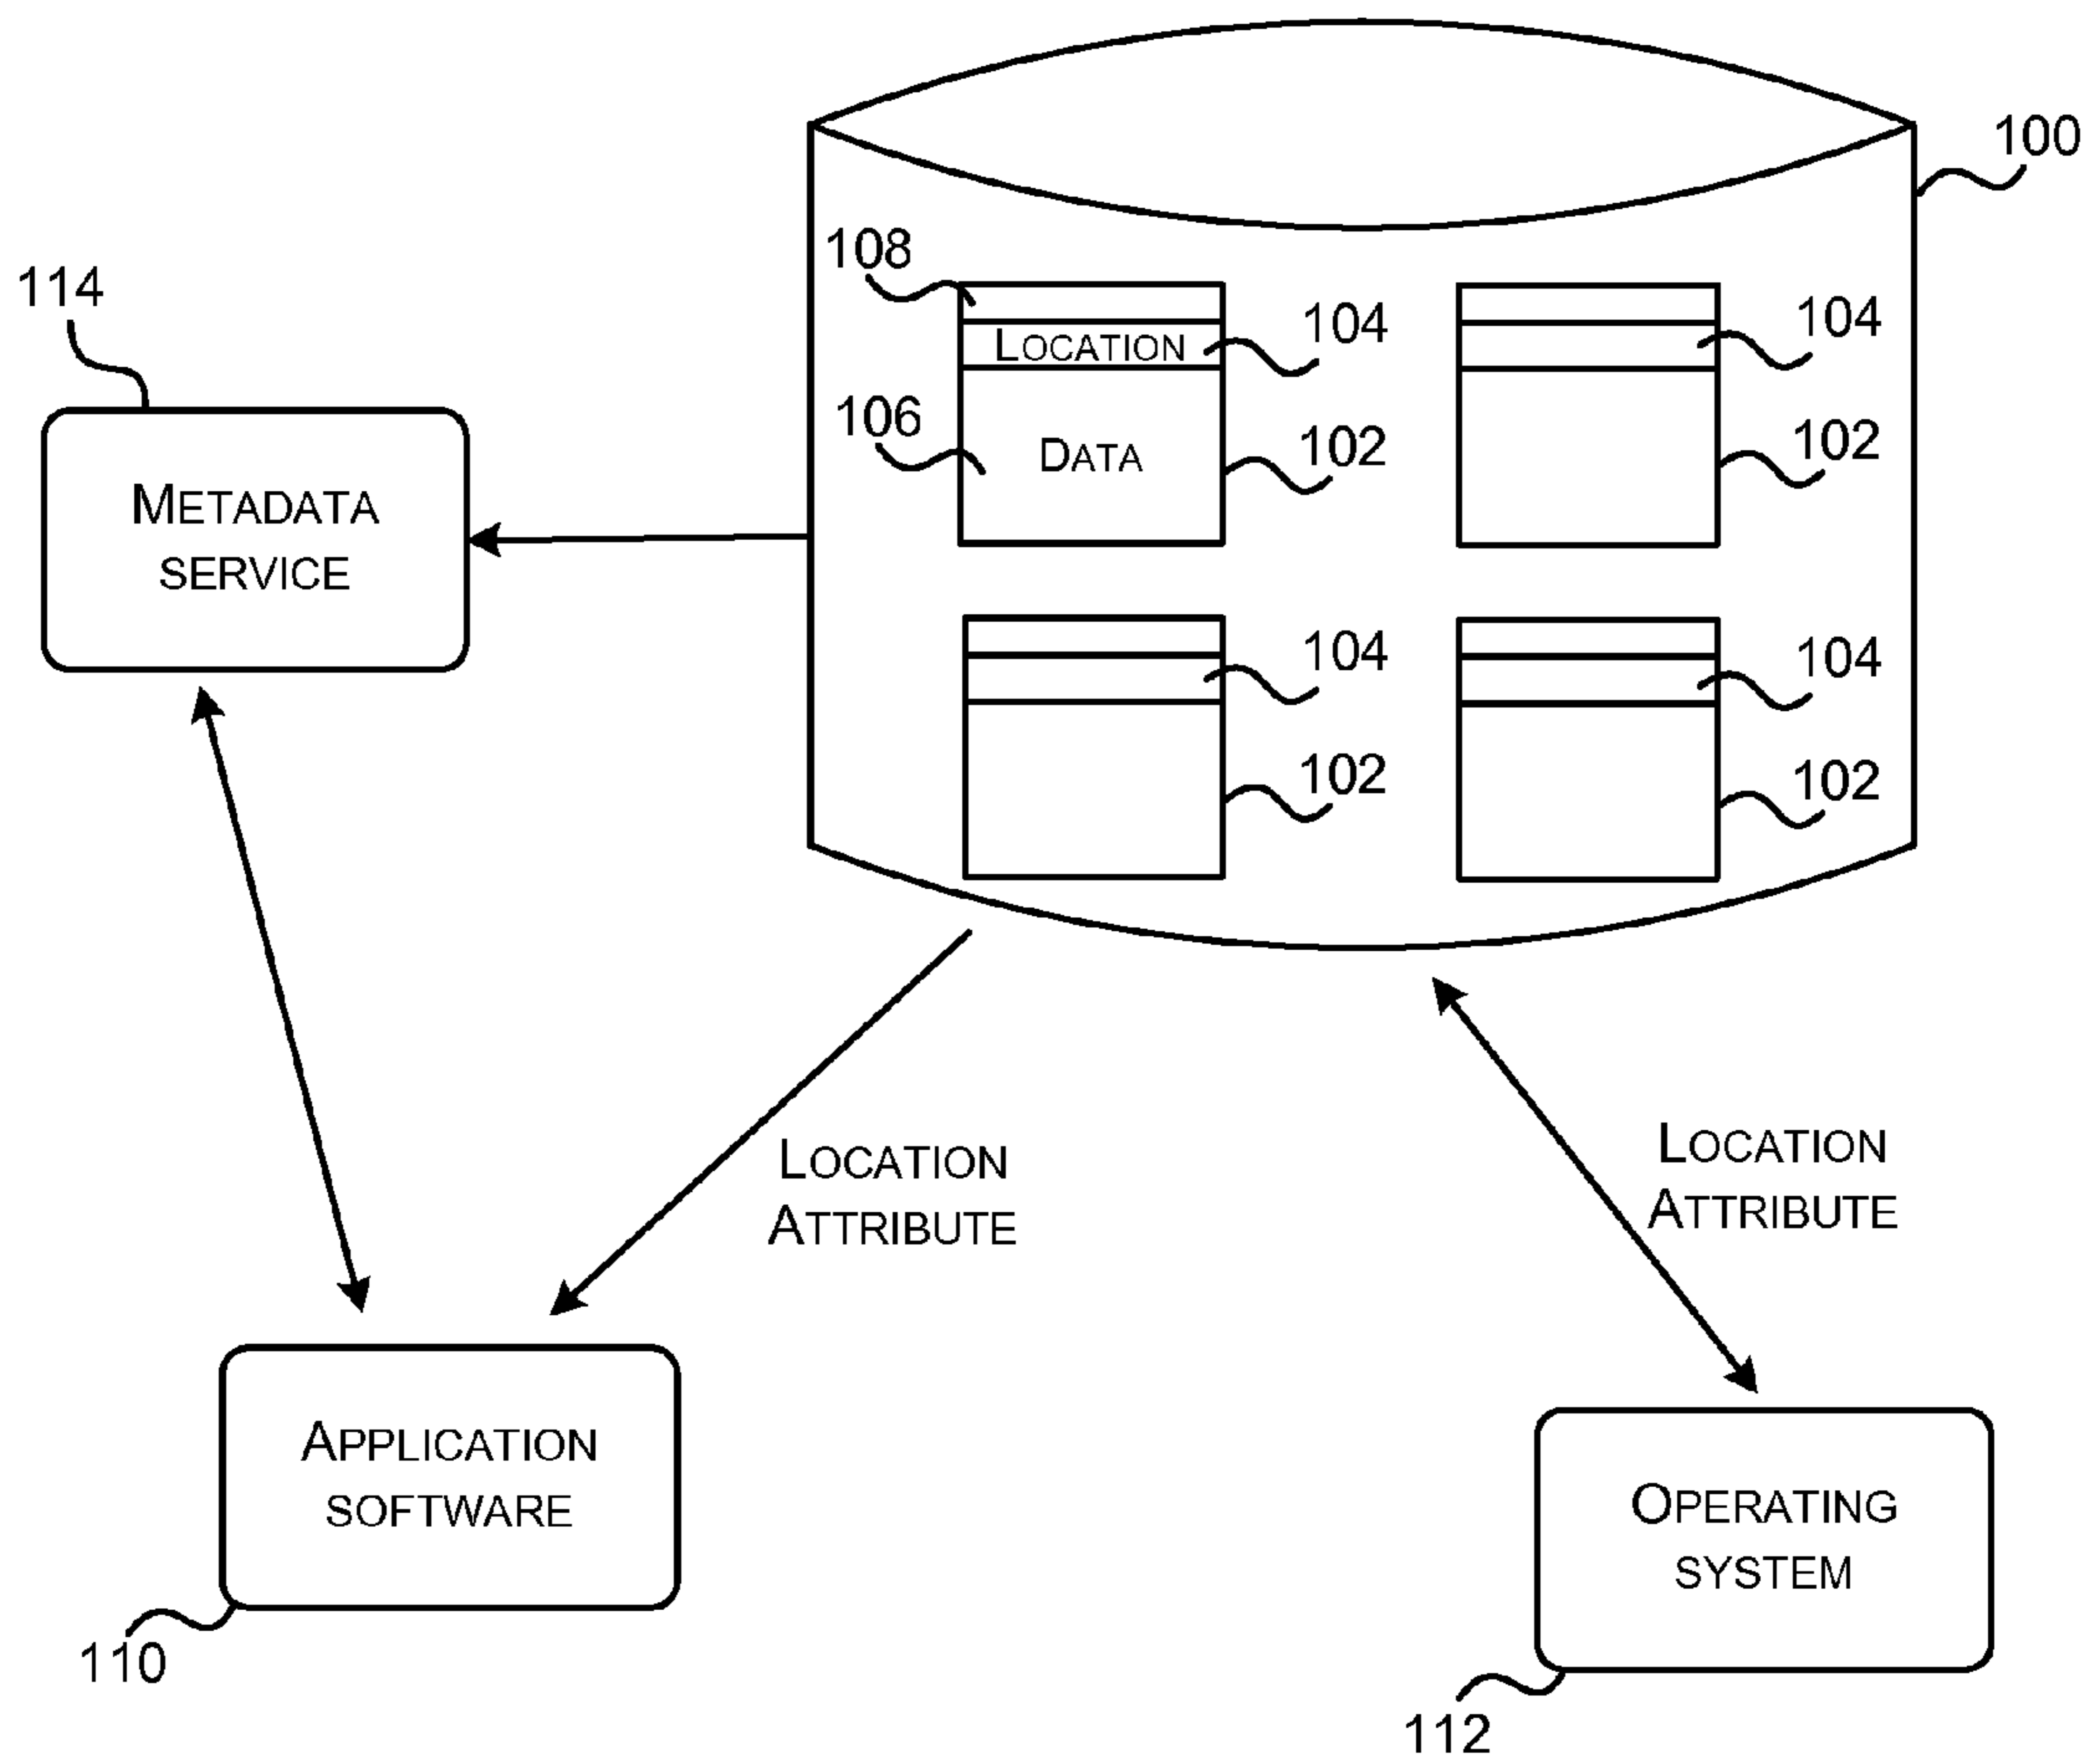 100
108
114
LOCATION
104
104
106
DATA
102
102
METADATA
SERVICE
104
104
102
102
LOCATION
ATTRIBUTE
LOCATION
ATTRIBUTE
APPLICATION
SOFTWARE
OPERATING
SYSTEM
110
112